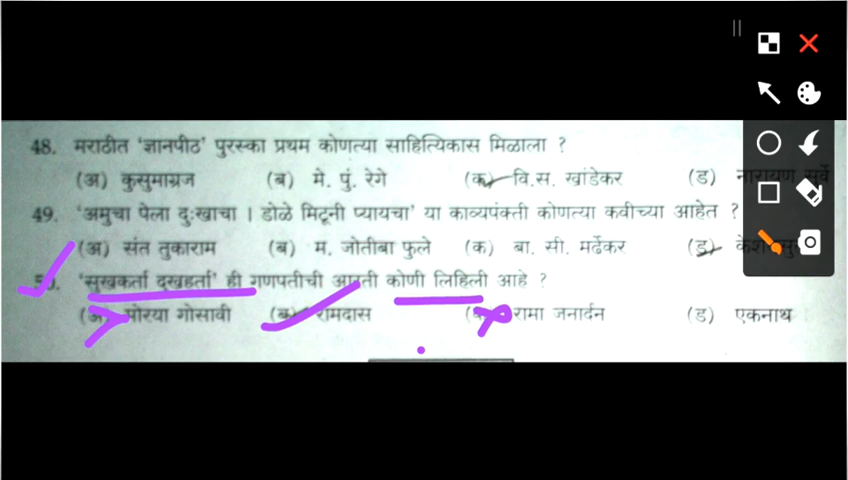 48. मराठीत 'ज्ञानपीठ' पुरस्का प्रथम कोणत्या साहित्यिकास मिळाला ?
(अ) कुसुमाग्रज (ब) मे. पुं. रेगे (क) वि.स. खांडेकर (ड) नारायण सुर्वे
49. 'अमुचा पेला दुःखाचा । डोळे मिटूनी प्यायचा' या काव्यपंक्ती कोणत्या कवीच्या आहेत ?
(अ) संत तुकाराम (ब) म. जोतीबा फुले (क) बा. सी. मर्ढेकर (ड)
50. 'सुखकर्ता दुखहर्ता' ही गणपतीची आरती कोणी लिहिली आहे ?
(अ) गोसावी (ब) रामदास (क) रामा जनार्दन (ड) एकनाथ